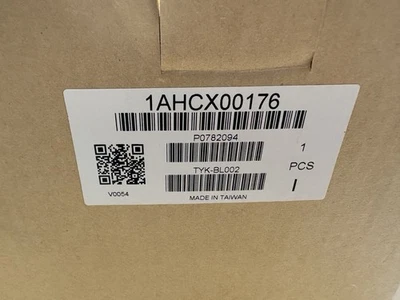 1AHCX00176
P0782094
1
TYK-BL002
PCS
V0054
MADE IN TAIWAN
I